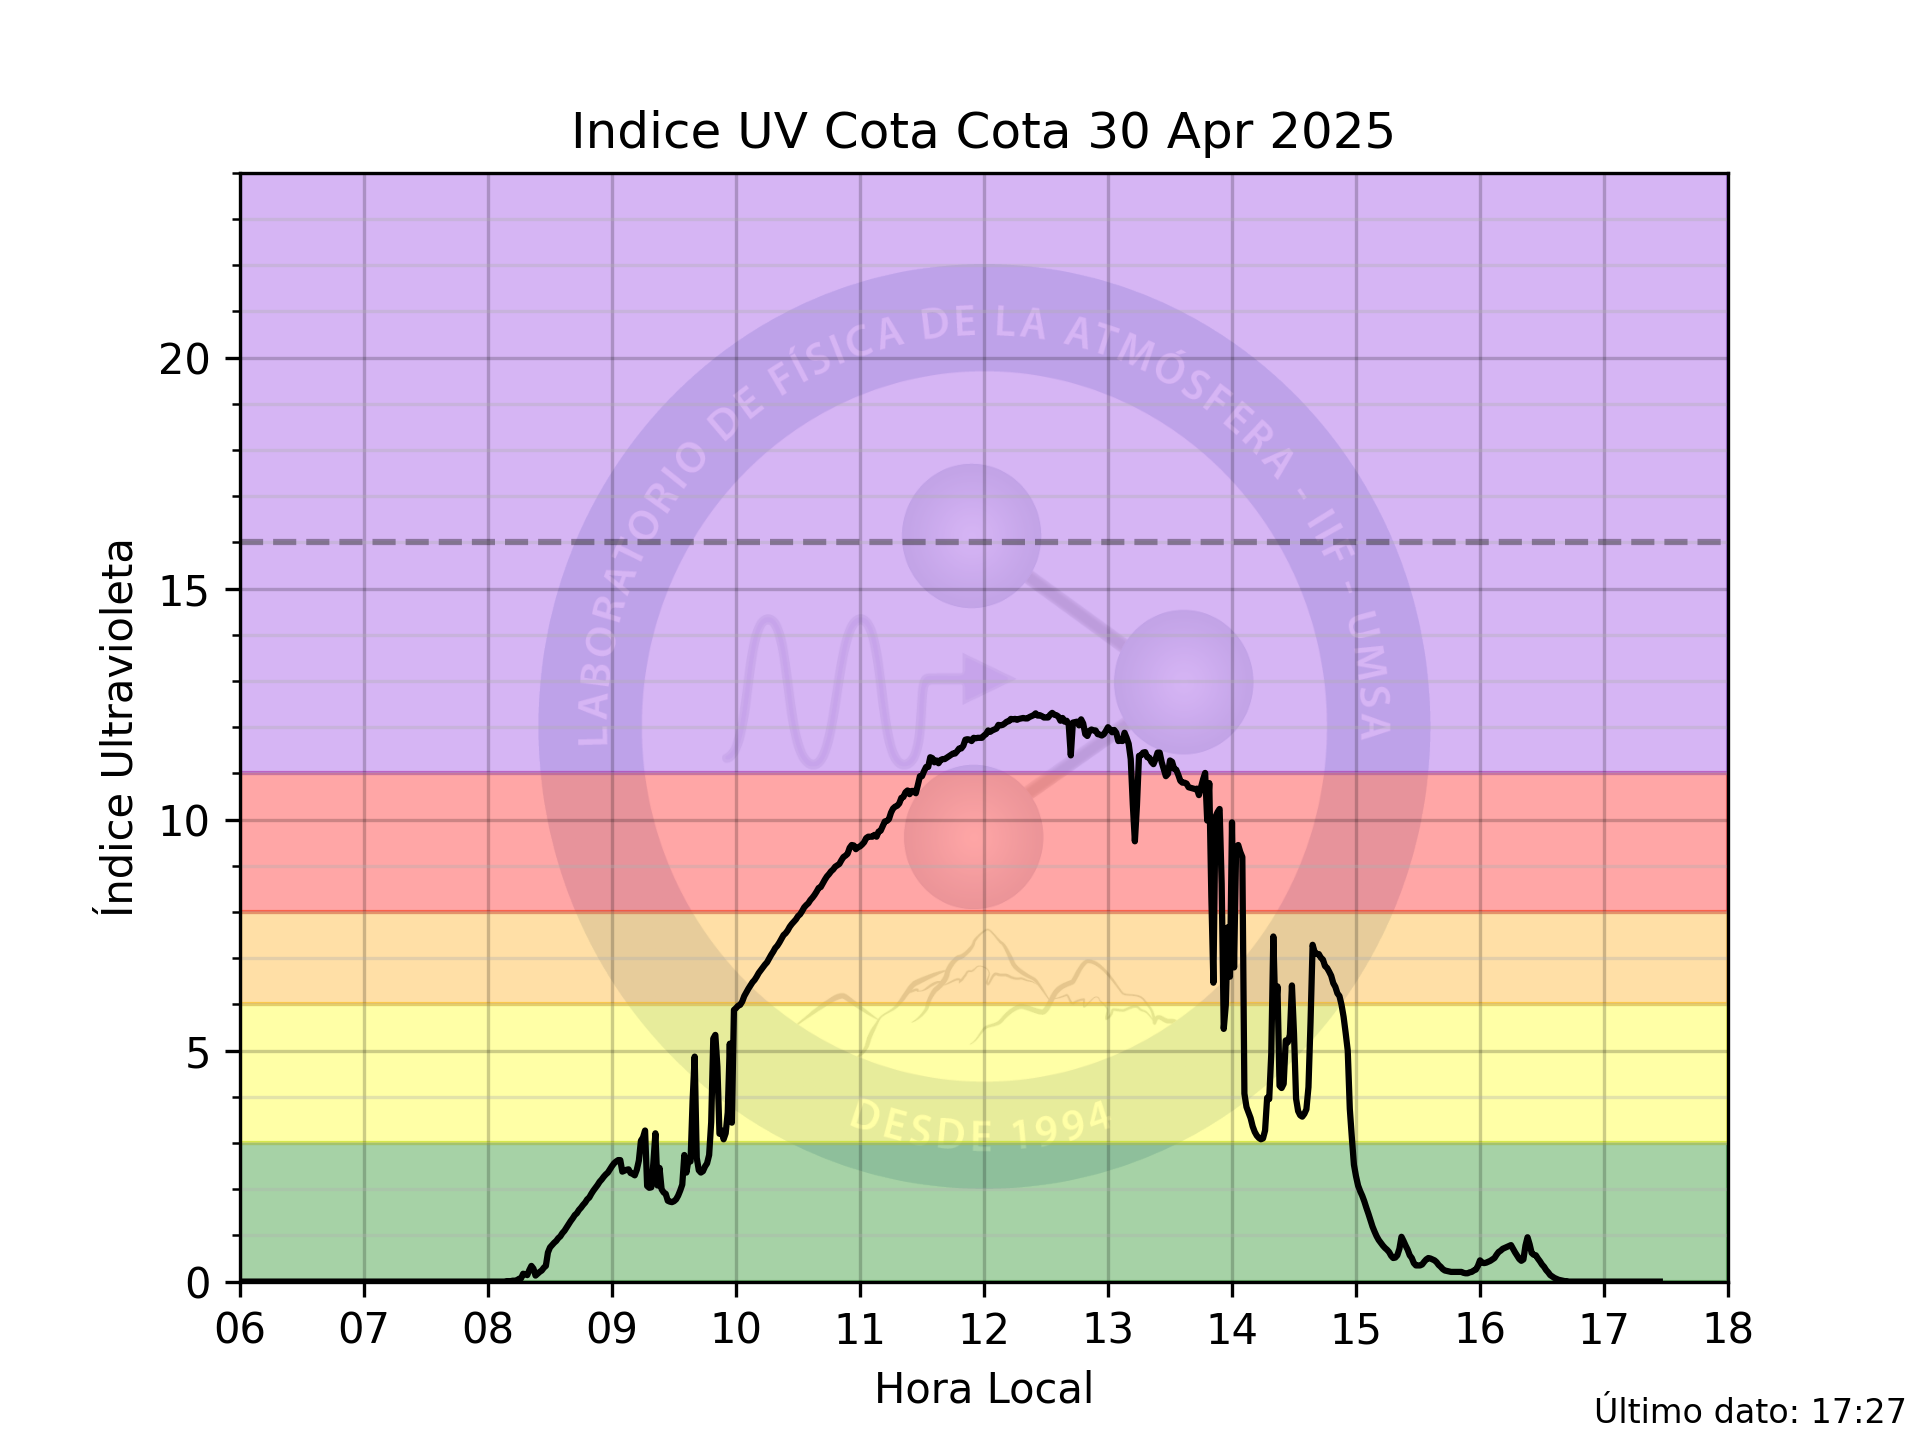 Indice UV Cota Cota 30 Apr 2025
LABORATORIO DE FÍSICA DE LA ATMÓSFERA - IIF - UMSA
DESDE 1994
Índice Ultravioleta
20
15
10
5
0
06 07 08 09 10 11 12 13 14 15 16 17 18
Hora Local
Último dato: 17:27